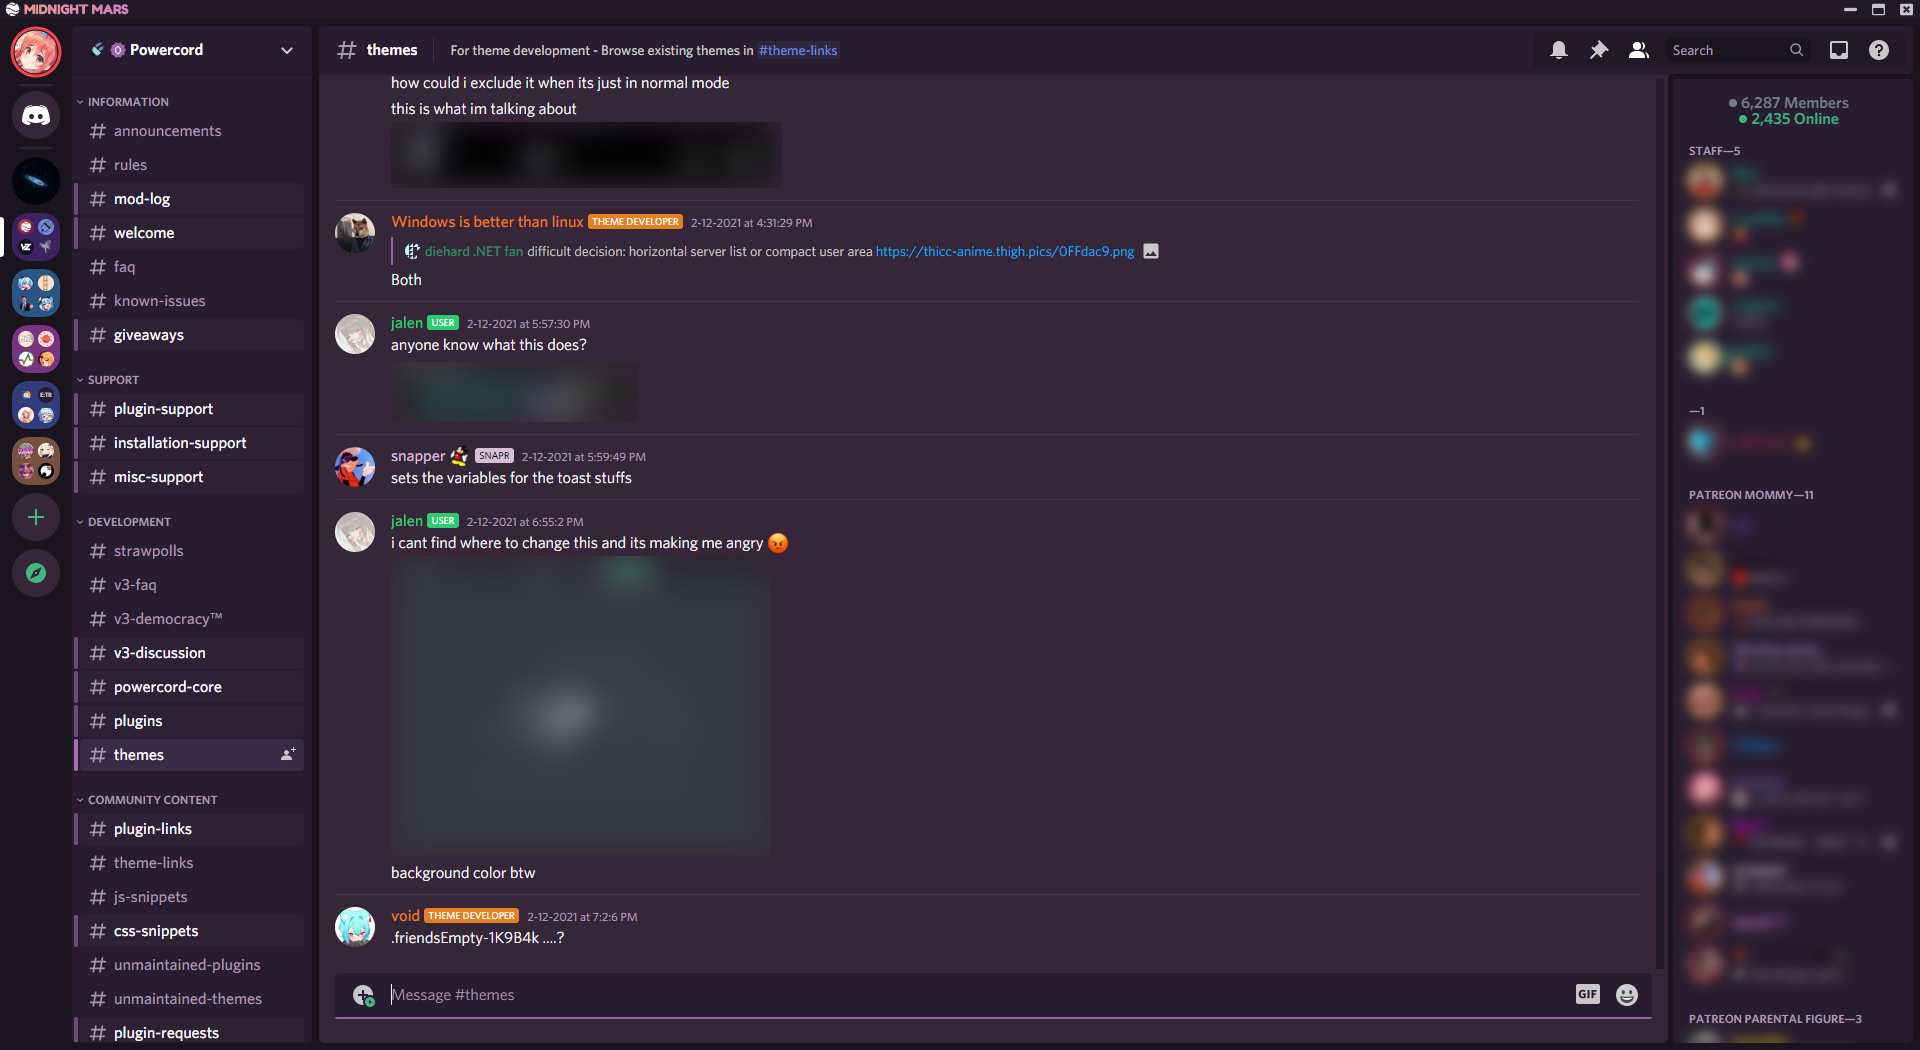 MIDNIGHT MARS
Powercord
INFORMATION
announcements
rules
mod-log
welcome
faq
known-issues
giveaways
SUPPORT
plugin-support
installation-support
misc-support
DEVELOPMENT
strawpolls
v3-faq
v3-democracy™
v3-discussion
powercord-core
plugins
themes
COMMUNITY CONTENT
plugin-links
theme-links
js-snippets
css-snippets
unmaintained-plugins
unmaintained-themes
plugin-requests
themes For theme development - Browse existing themes in #theme-links
Search
how could i exclude it when its just in normal mode
this is what im talking about
Windows is better than linux THEME DEVELOPER 2-12-2021 at 4:31:29 PM
diehard .NET fan difficult decision: horizontal server list or compact user area https://thicc-anime.thigh.pics/0FFdac9.png
Both
jalen USER 2-12-2021 at 5:57:30 PM
anyone know what this does?
snapper SNAPR 2-12-2021 at 5:59:49 PM
sets the variables for the toast stuffs
jalen USER 2-12-2021 at 6:55:2 PM
i cant find where to change this and its making me angry
background color btw
void THEME DEVELOPER 2-12-2021 at 7:2:6 PM
.friendsEmpty-1K9B4k ....?
Message #themes
GIF
6,287 Members
2,435 Online
STAFF—5
—1
PATREON MOMMY—11
PATREON PARENTAL FIGURE—3